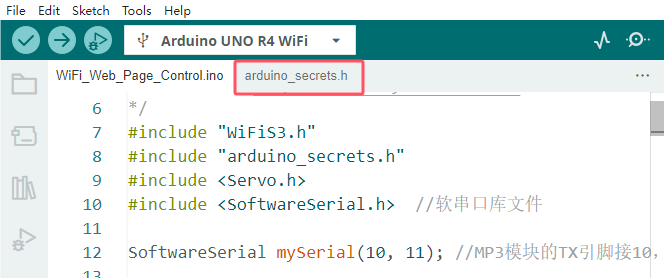 File Edit Sketch Tools Help
Arduino UNO R4 WiFi
WiFi_Web_Page_Control.ino arduino_secrets.h ...
6 */
7 #include "WiFiS3.h"
8 #include "arduino_secrets.h"
9 #include <Servo.h>
10 #include <SoftwareSerial.h> //软串口库文件
11
12 SoftwareSerial mySerial(10, 11); //MP3模块的TX引脚接10,
13